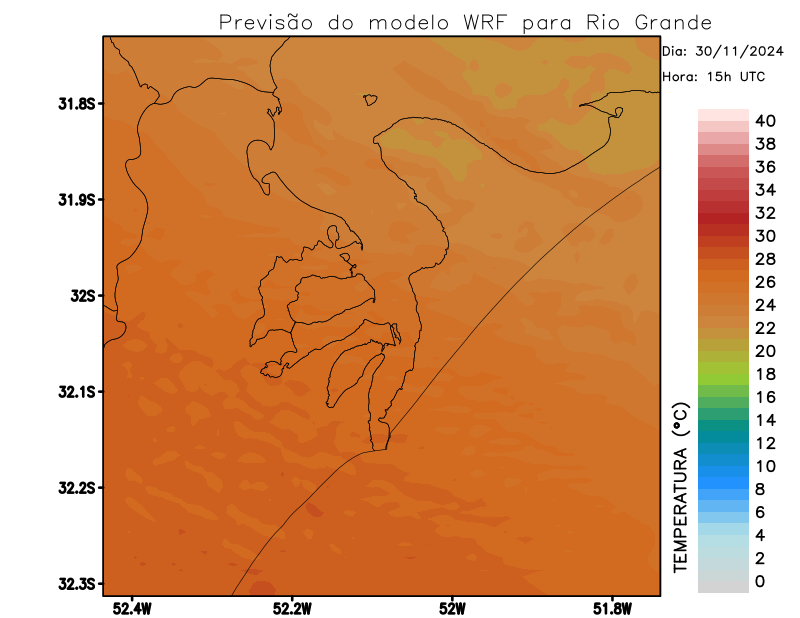 Previsão do modelo WRF para Rio Grande
Dia: 30/11/2024
Hora: 15h UTC
31.8S
31.9S
32S
32.1S
32.2S
32.3S
52.4W
52.2W
52W
51.8W
40
38
36
34
32
30
28
26
24
22
20
18
16
14
12
10
8
6
4
2
0
TEMPERATURA (°C)